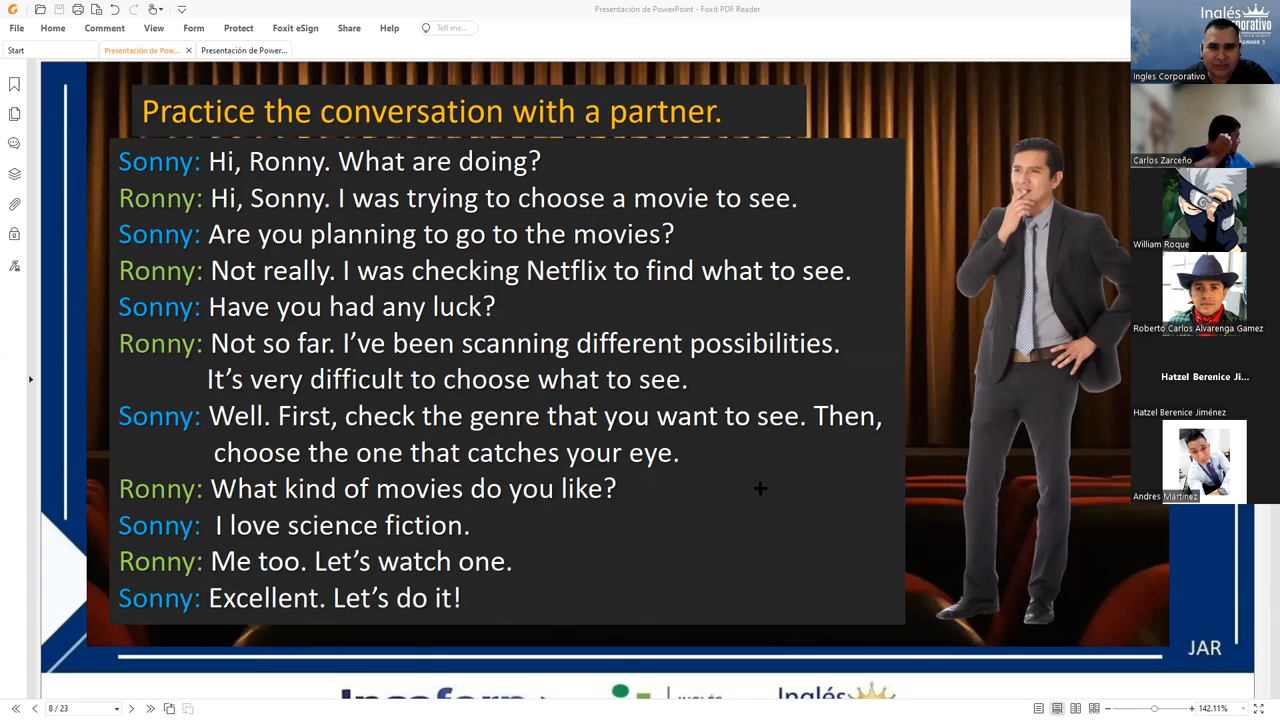 Presentación de PowerPoint - Foxit PDF Reader
File Home Comment View Form Protect Foxit eSign Share Help Tell me...
Start Presentación de Pow... Presentación de Power...
Practice the conversation with a partner.
Sonny: Hi, Ronny. What are doing?
Ronny: Hi, Sonny. I was trying to choose a movie to see.
Sonny: Are you planning to go to the movies?
Ronny: Not really. I was checking Netflix to find what to see.
Sonny: Have you had any luck?
Ronny: Not so far. I’ve been scanning different possibilities.
It’s very difficult to choose what to see.
Sonny: Well. First, check the genre that you want to see. Then,
choose the one that catches your eye.
Ronny: What kind of movies do you like?
Sonny: I love science fiction.
Ronny: Me too. Let’s watch one.
Sonny: Excellent. Let’s do it!
JAR
Inglés
Inglés
Ingles Corporativo
Carlos Zarceño
William Roque
Roberto Carlos Alvarenga Gamez
Hatzel Berenice Ji...
Hatzel Berenice Jiménez
Andres Martinez
8 / 23
142.11%